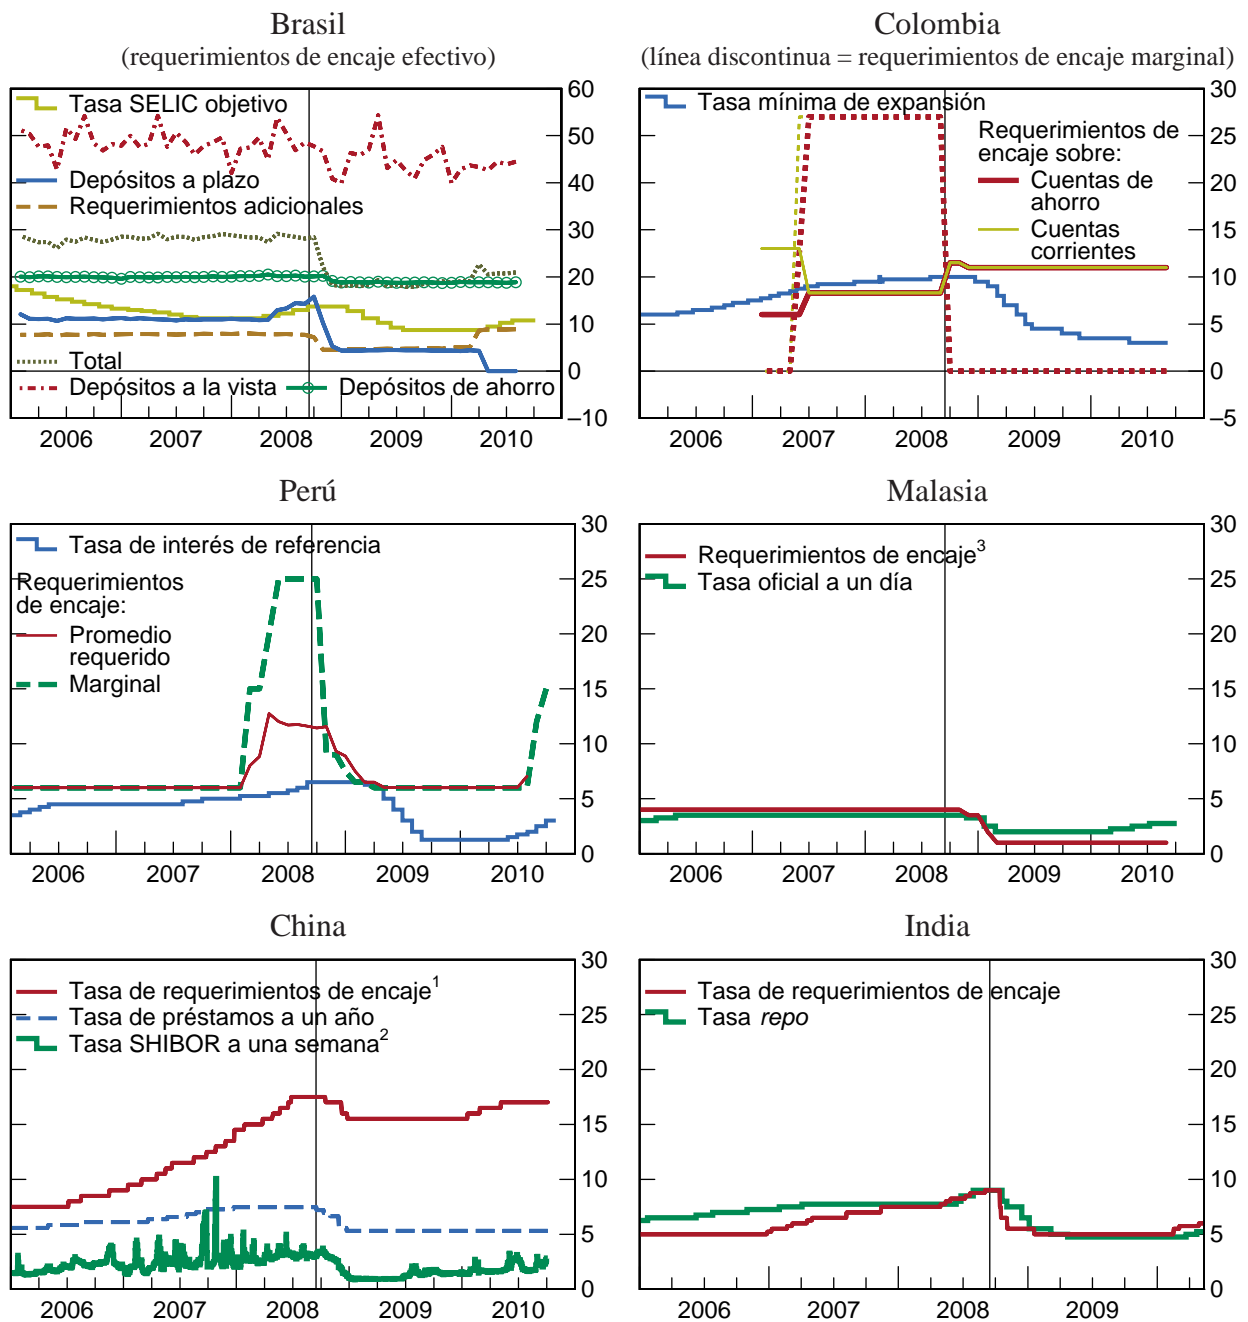 Brasil
(requerimientos de encaje efectivo)
Tasa SELIC objetivo
Depósitos a plazo
Requerimientos adicionales
Total
Depósitos a la vista
Depósitos de ahorro
60
50
40
30
20
10
0
–10
2006 2007 2008 2009 2010
Colombia
(línea discontinua = requerimientos de encaje marginal)
Tasa mínima de expansión
Requerimientos de
encaje sobre:
Cuentas de
ahorro
Cuentas
corrientes
30
25
20
15
10
5
0
–5
2006 2007 2008 2009 2010
Perú
Tasa de interés de referencia
Requerimientos
de encaje:
Promedio
requerido
Marginal
30
25
20
15
10
5
0
2006 2007 2008 2009 2010
Malasia
Requerimientos de encaje3
Tasa oficial a un día
30
25
20
15
10
5
0
2006 2007 2008 2009 2010
China
Tasa de requerimientos de encaje1
Tasa de préstamos a un año
Tasa SHIBOR a una semana2
30
25
20
15
10
5
0
2006 2007 2008 2009 2010
India
Tasa de requerimientos de encaje
Tasa repo
30
25
20
15
10
5
0
2006 2007 2008 2009